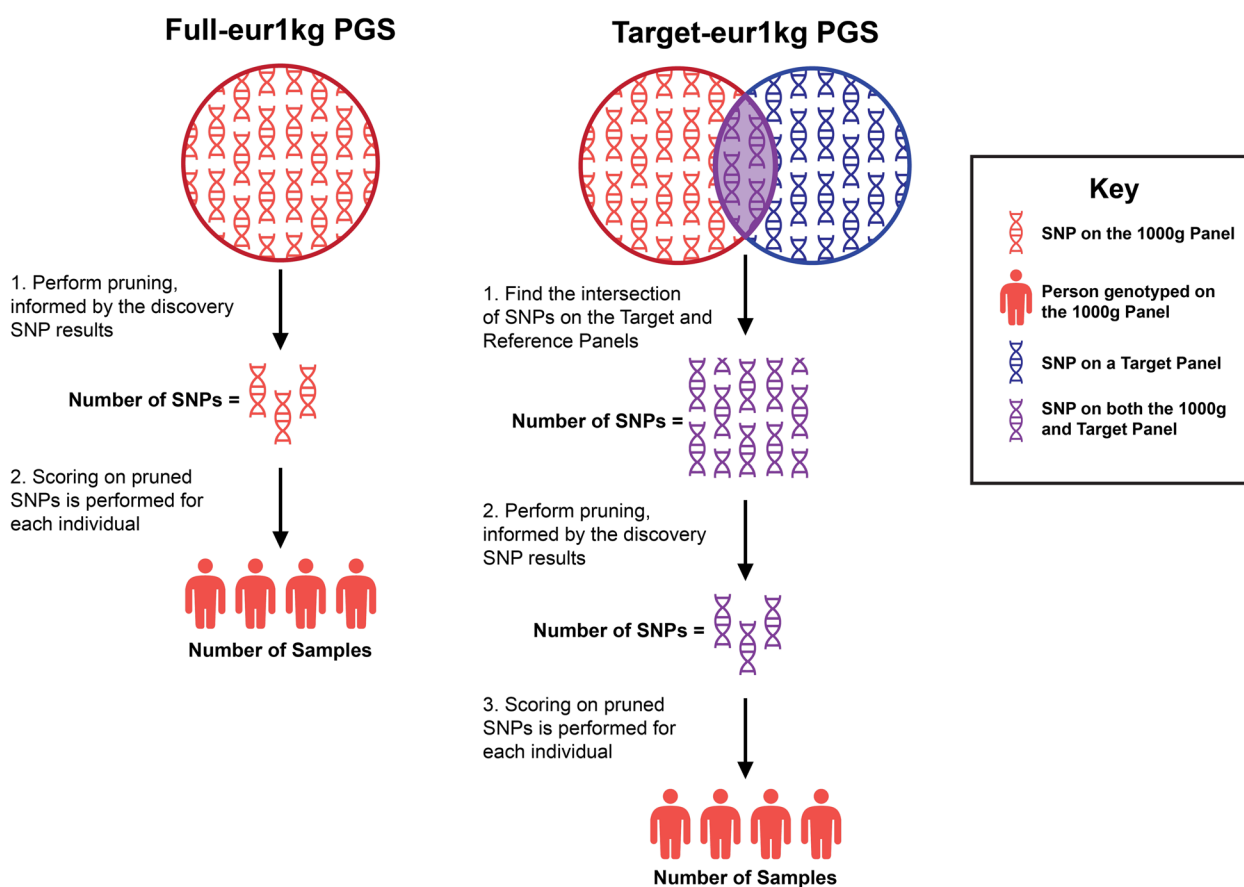 Full-eur1kg PGS
1. Perform pruning,
informed by the discovery
SNP results
Number of SNPs =
2. Scoring on pruned
SNPs is performed for
each individual
Number of Samples
Target-eur1kg PGS
1. Find the intersection
of SNPs on the Target and
Reference Panels
Number of SNPs =
2. Perform pruning,
informed by the discovery
SNP results
Number of SNPs =
3. Scoring on pruned
SNPs is performed for
each individual
Number of Samples
Key
SNP on the 1000g Panel
Person genotyped on
the 1000g Panel
SNP on a Target Panel
SNP on both the 1000g
and Target Panel